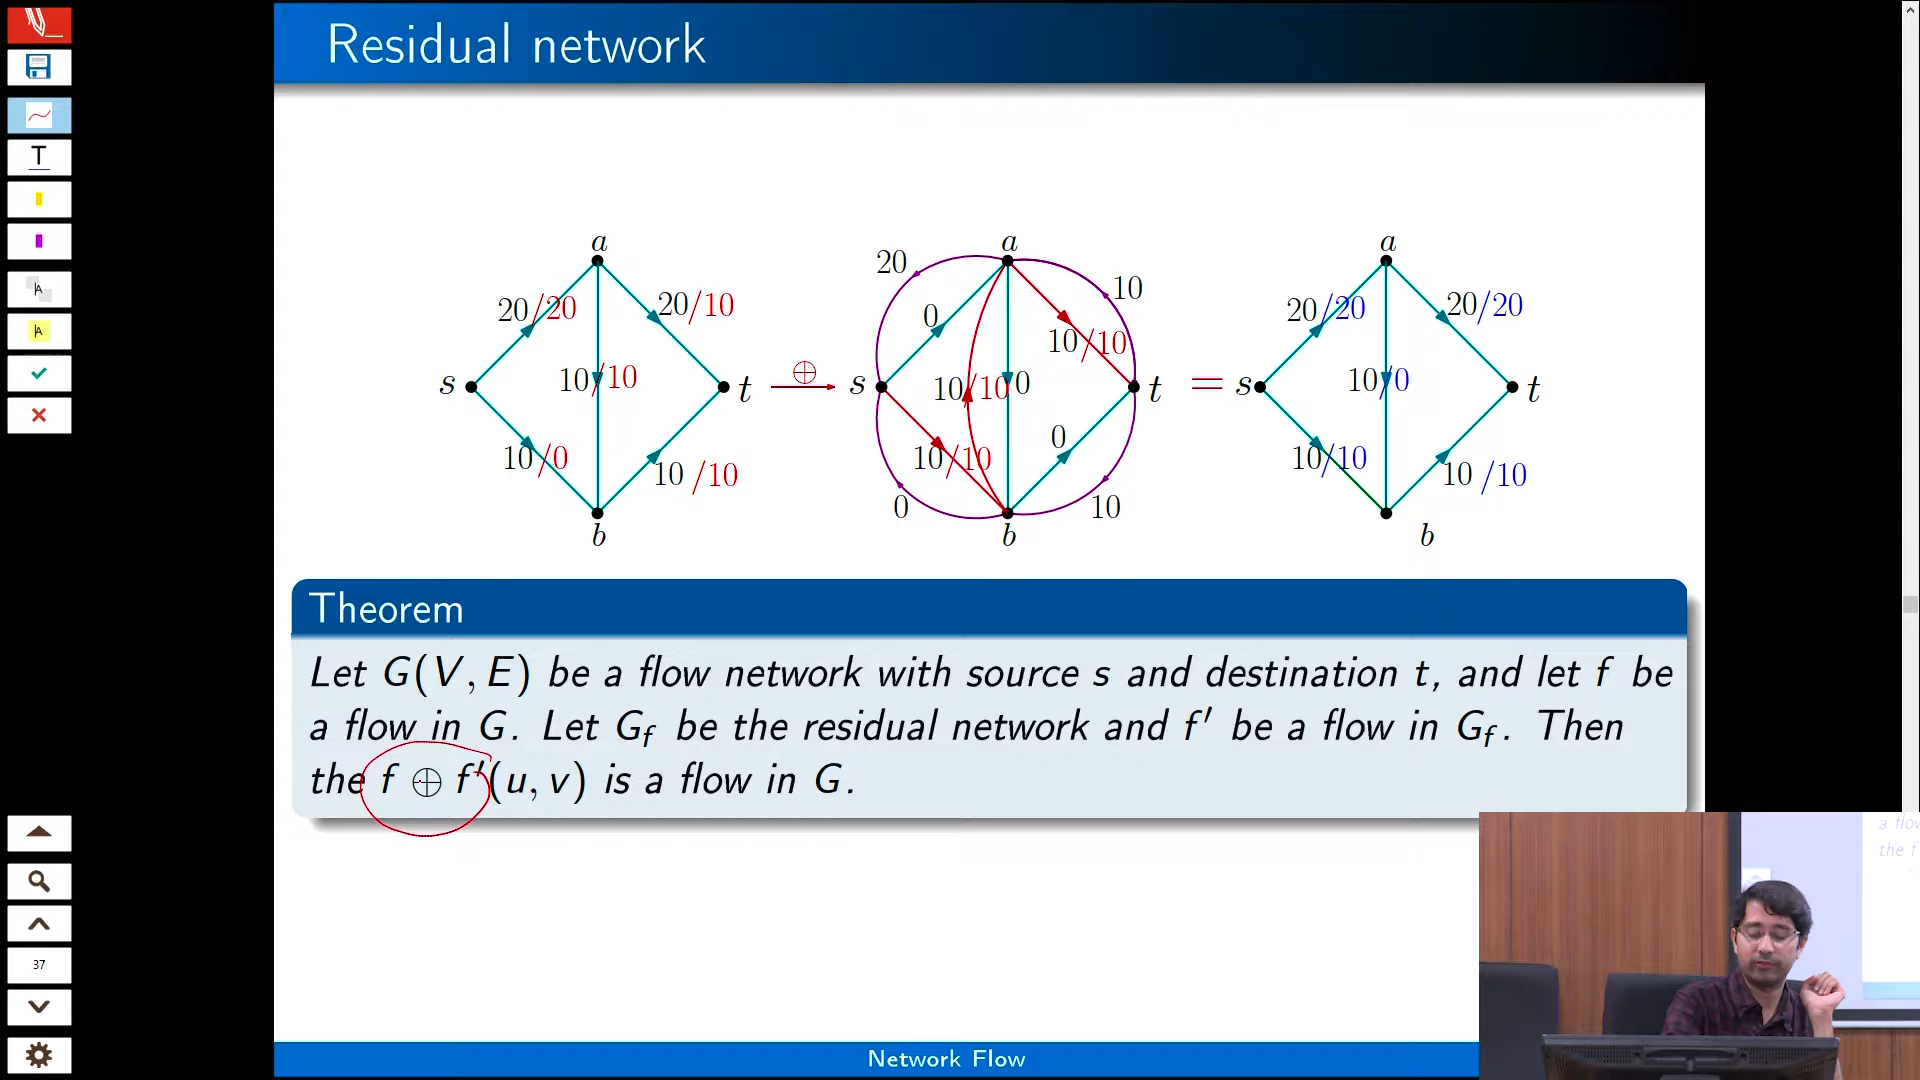 Residual network
a
20/20
20/10
10/10
s
t
10/0
10 /10
b
⊕
a
20
10
0
10/10
s
10/10
0
t
0
10/10
0
10
b
=
a
20/20
20/20
10/0
s
t
10/10
10 /10
b
Theorem
Let G(V, E) be a flow network with source s and destination t, and let f be
a flow in G. Let G_f be the residual network and f′ be a flow in G_f. Then
the f ⊕ f′(u, v) is a flow in G.
Network Flow
T
A
A
37
a flow
the f